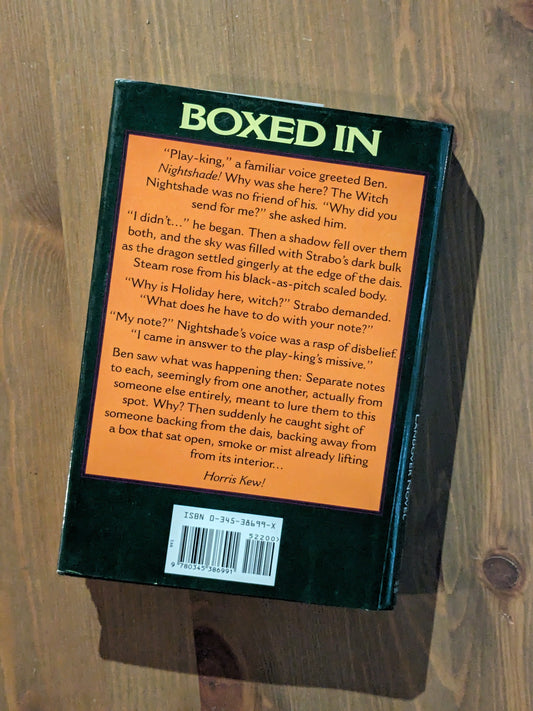 BOXED IN
“Play-king,” a familiar voice greeted Ben.
Nightshade! Why was she here? The Witch
Nightshade was no friend of his. “Why did you
send for me?” she asked him.
“I didn’t...” he began. Then a shadow fell over them
both, and the sky was filled with Strabo’s dark bulk
as the dragon settled gingerly at the edge of the dais.
Steam rose from his black-as-pitch scaled body.
“Why is Holiday here, witch?” Strabo demanded.
“What does he have to do with your note?”
“My note?” Nightshade’s voice was a rasp of disbelief.
“I came in answer to the play-king’s missive.”
Ben saw what was happening then: Separate notes
to each, seemingly from one another, actually from
someone else entirely, meant to lure them to this
spot. Why? Then suddenly he caught sight of
someone backing from the dais, backing away from
a box that sat open, smoke or mist already lifting
from its interior...
Horris Kew!
ISBN 0-345-38699-X
52200>
9 780345 386991
LANDOVER NOVEL